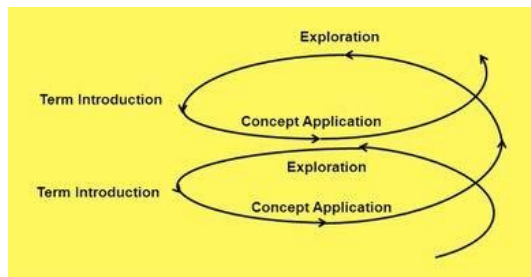 Exploration
Term Introduction
Concept Application
Exploration
Term Introduction
Concept Application